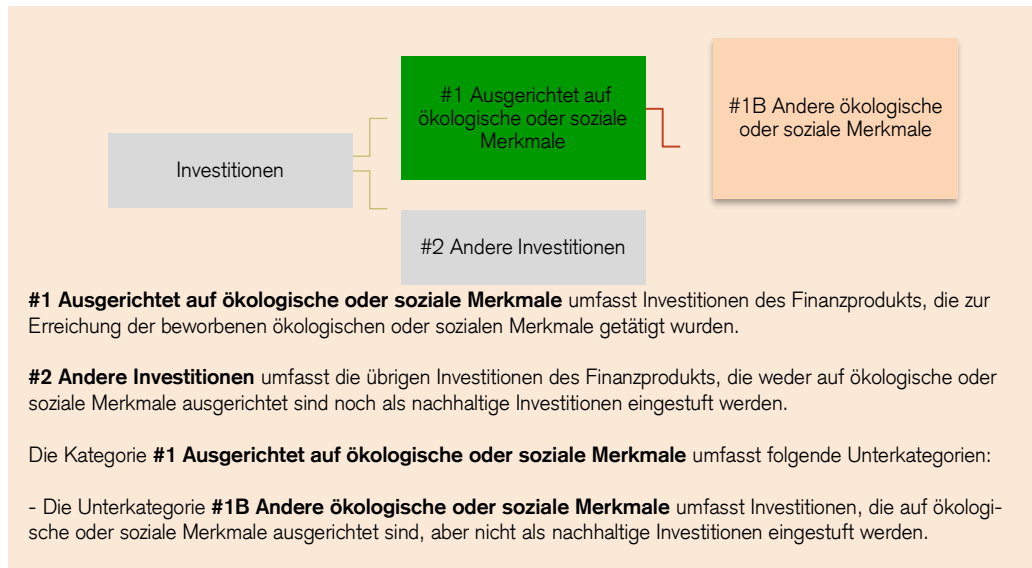 #1 Ausgerichtet auf
ökologische oder soziale
Merkmale
#1B Andere ökologische
oder soziale Merkmale
Investitionen
#2 Andere Investitionen
#1 Ausgerichtet auf ökologische oder soziale Merkmale umfasst Investitionen des Finanzprodukts, die zur
Erreichung der beworbenen ökologischen oder sozialen Merkmale getätigt wurden.
#2 Andere Investitionen umfasst die übrigen Investitionen des Finanzprodukts, die weder auf ökologische oder
soziale Merkmale ausgerichtet sind noch als nachhaltige Investitionen eingestuft werden.
Die Kategorie #1 Ausgerichtet auf ökologische oder soziale Merkmale umfasst folgende Unterkategorien:
- Die Unterkategorie #1B Andere ökologische oder soziale Merkmale umfasst Investitionen, die auf ökologi-
sche oder soziale Merkmale ausgerichtet sind, aber nicht als nachhaltige Investitionen eingestuft werden.